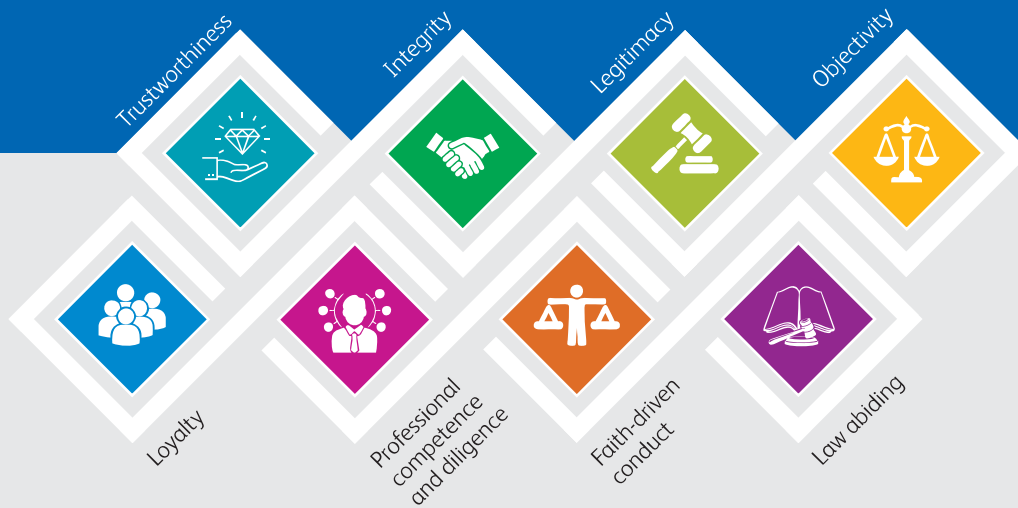 Trustworthiness
Integrity
Legitimacy
Objectivity
Loyalty
Professional
competence
and diligence
Faith-driven
conduct
Law abiding